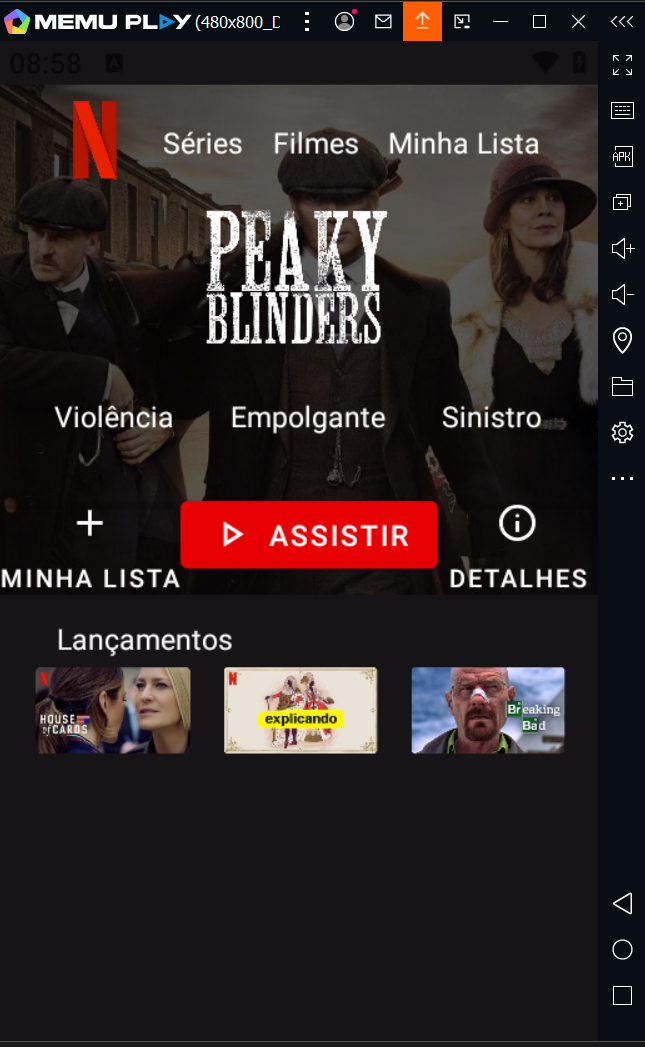 MEMU PLAY (480x800_D
08:58 A
APK
N Séries Filmes Minha Lista
PEAKY
BLINDERS
Violência Empolgante Sinistro
ASSISTIR
MINHA LISTA DETALHES
Lançamentos
N
HOUSE
of CARDS
N
explicando
Breaking
Bad